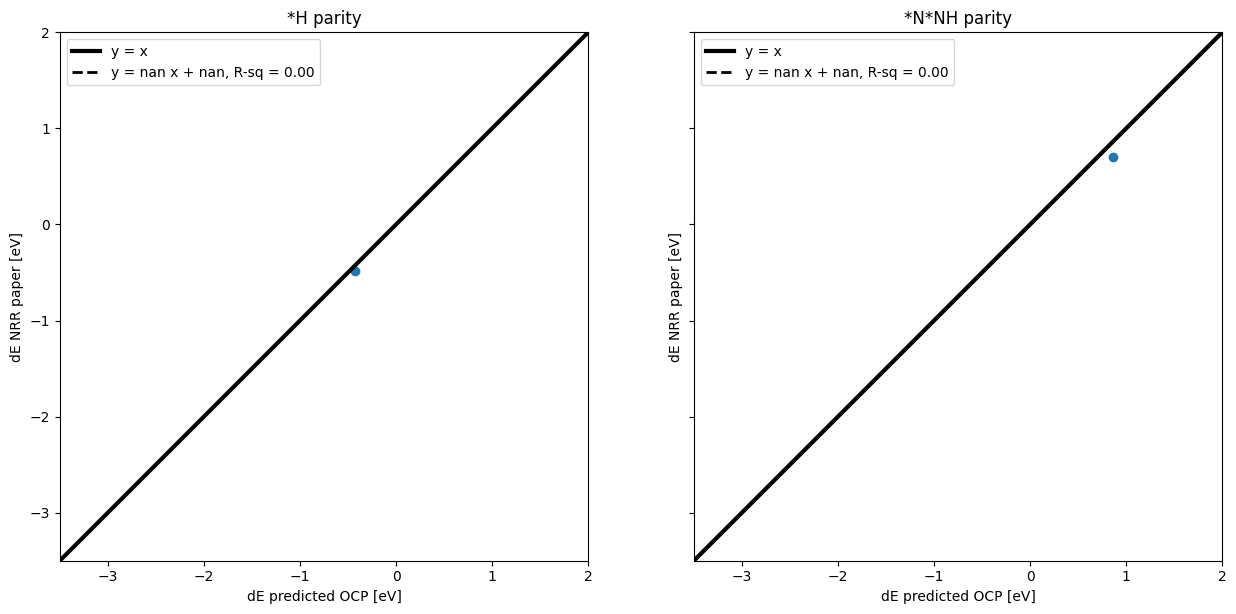 *H parity
y = x
y = nan x + nan, R-sq = 0.00
2
1
0
−1
−2
−3
dE NRR paper [eV]
−3 −2 −1 0 1 2
dE predicted OCP [eV]
*N*NH parity
y = x
y = nan x + nan, R-sq = 0.00
dE NRR paper [eV]
−3 −2 −1 0 1 2
dE predicted OCP [eV]